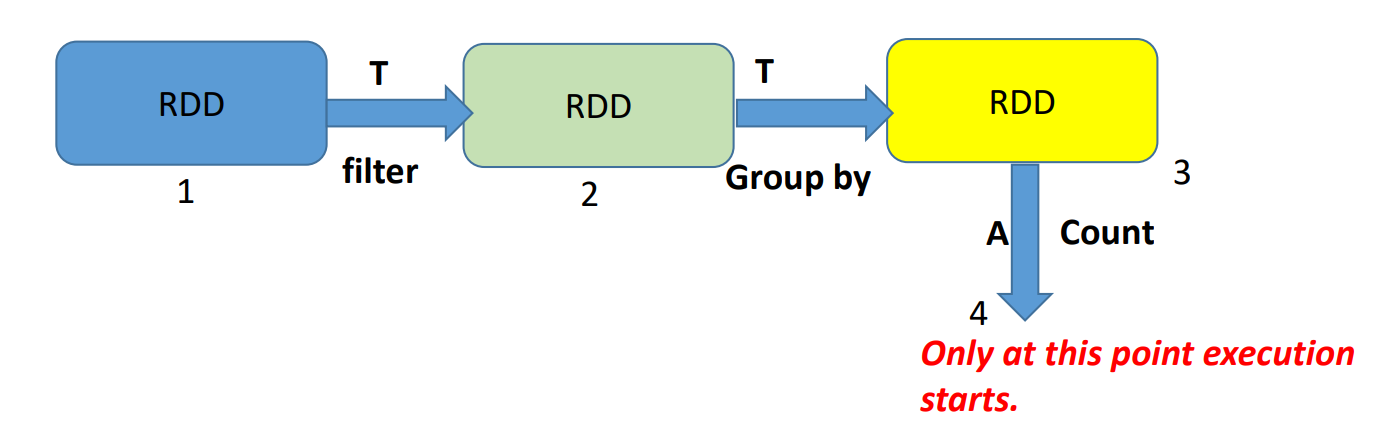 RDD
T
filter
RDD
T
Group by
RDD
1
2
3
A
Count
4
Only at this point execution
starts.